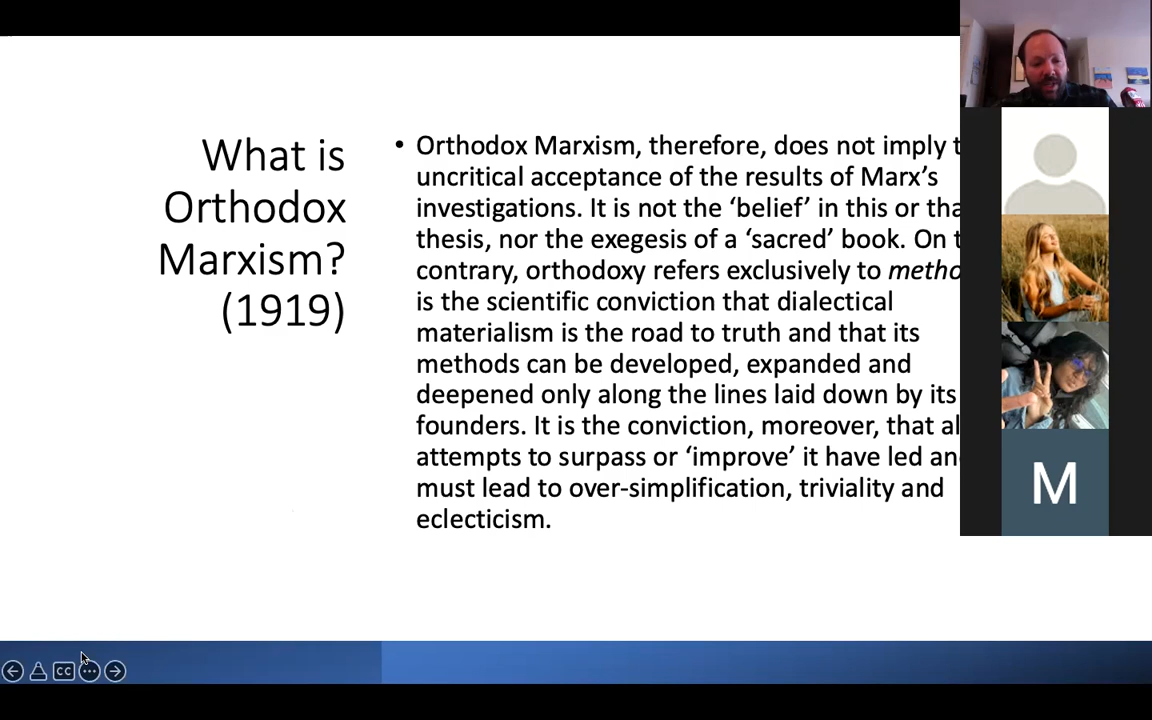 What is
Orthodox
Marxism?
(1919)
• Orthodox Marxism, therefore, does not imply
uncritical acceptance of the results of Marx’s
investigations. It is not the ‘belief’ in this or
thesis, nor the exegesis of a ‘sacred’ book. On
contrary, orthodoxy refers exclusively to
is the scientific conviction that dialectical
materialism is the road to truth and that its
methods can be developed, expanded and
deepened only along the lines laid down by its
founders. It is the conviction, moreover, that
attempts to surpass or ‘improve’ it have led
must lead to over-simplification, triviality and
eclecticism.
M
CC